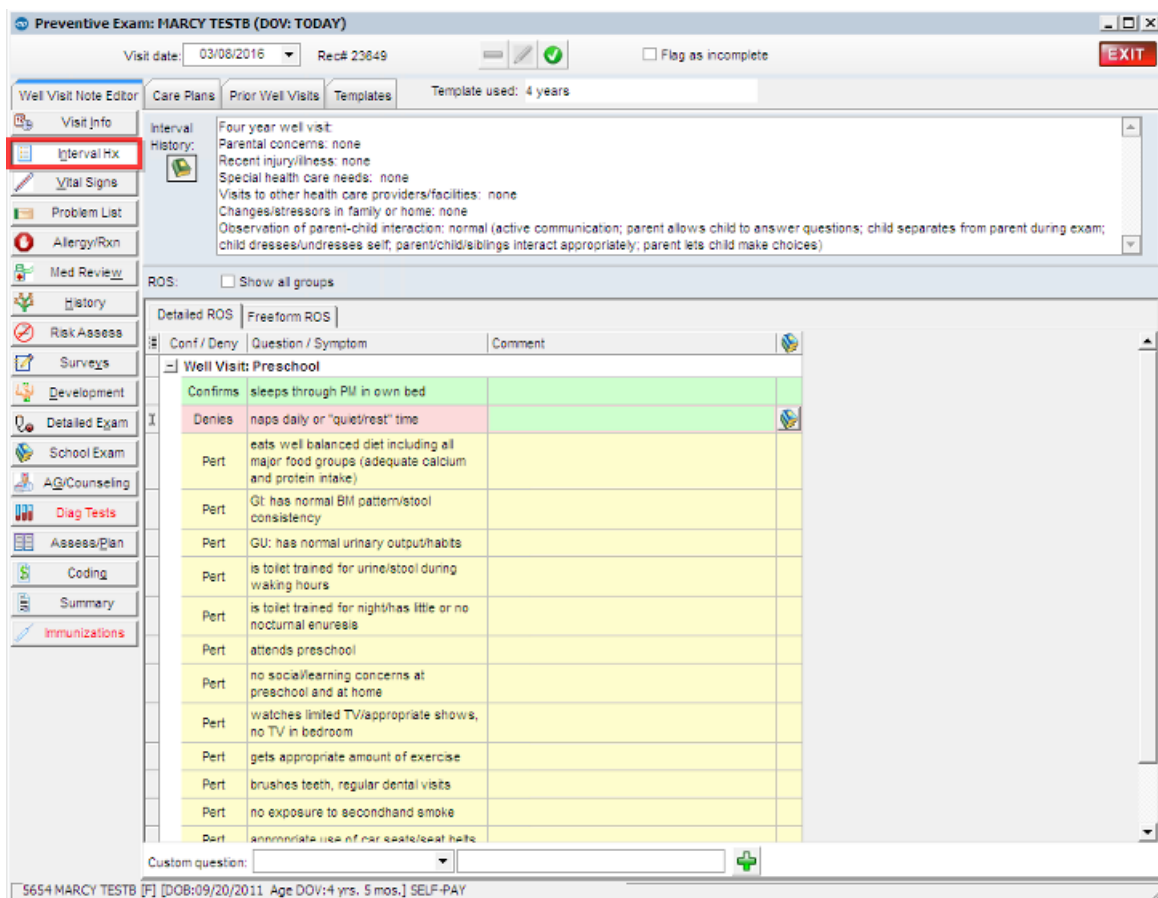 Preventive Exam: MARCY TESTB (DOV: TODAY)
Visit date: 03/08/2016 Rec# 23649 Flag as incomplete EXIT
Well Visit Note Editor Care Plans Prior Well Visits Templates Template used: 4 years
Visit Info
Interval Hx
Vital Signs
Problem List
Allergy/Rxn
Med Review
History
Risk Assess
Surveys
Development
Detailed Exam
School Exam
AG/Counseling
Diag Tests
Assess/Plan
Coding
Summary
Immunizations
Interval
History:
Four year well visit:
Parental concerns: none
Recent injury/illness: none
Special health care needs: none
Visits to other health care providers/facilities: none
Changes/stressors in family or home: none
Observation of parent-child interaction: normal (active communication; parent allows child to answer questions; child separates from parent during exam;
child dresses/undresses self; parent/child/siblings interact appropriately; parent lets child make choices)
ROS: Show all groups
Detailed ROS Freeform ROS
Conf / Deny Question / Symptom Comment
Well Visit: Preschool
Confirms sleeps through PM in own bed
Denies naps daily or "quiet/rest" time
eats well balanced diet including all
Pert major food groups (adequate calcium
and protein intake)
Pert GI: has normal BM pattern/stool
consistency
Pert GU: has normal urinary output/habits
Pert is toilet trained for urine/stool during
waking hours
Pert is toilet trained for night/has little or no
nocturnal enuresis
Pert attends preschool
Pert no social/learning concerns at
preschool and at home
Pert watches limited TV/appropriate shows,
no TV in bedroom
Pert gets appropriate amount of exercise
Pert brushes teeth, regular dental visits
Pert no exposure to secondhand smoke
Pert appropriate use of car seats/seat belts
Custom question:
5654 MARCY TESTB [F] [DOB:09/20/2011 Age DOV:4 yrs. 5 mos.] SELF-PAY